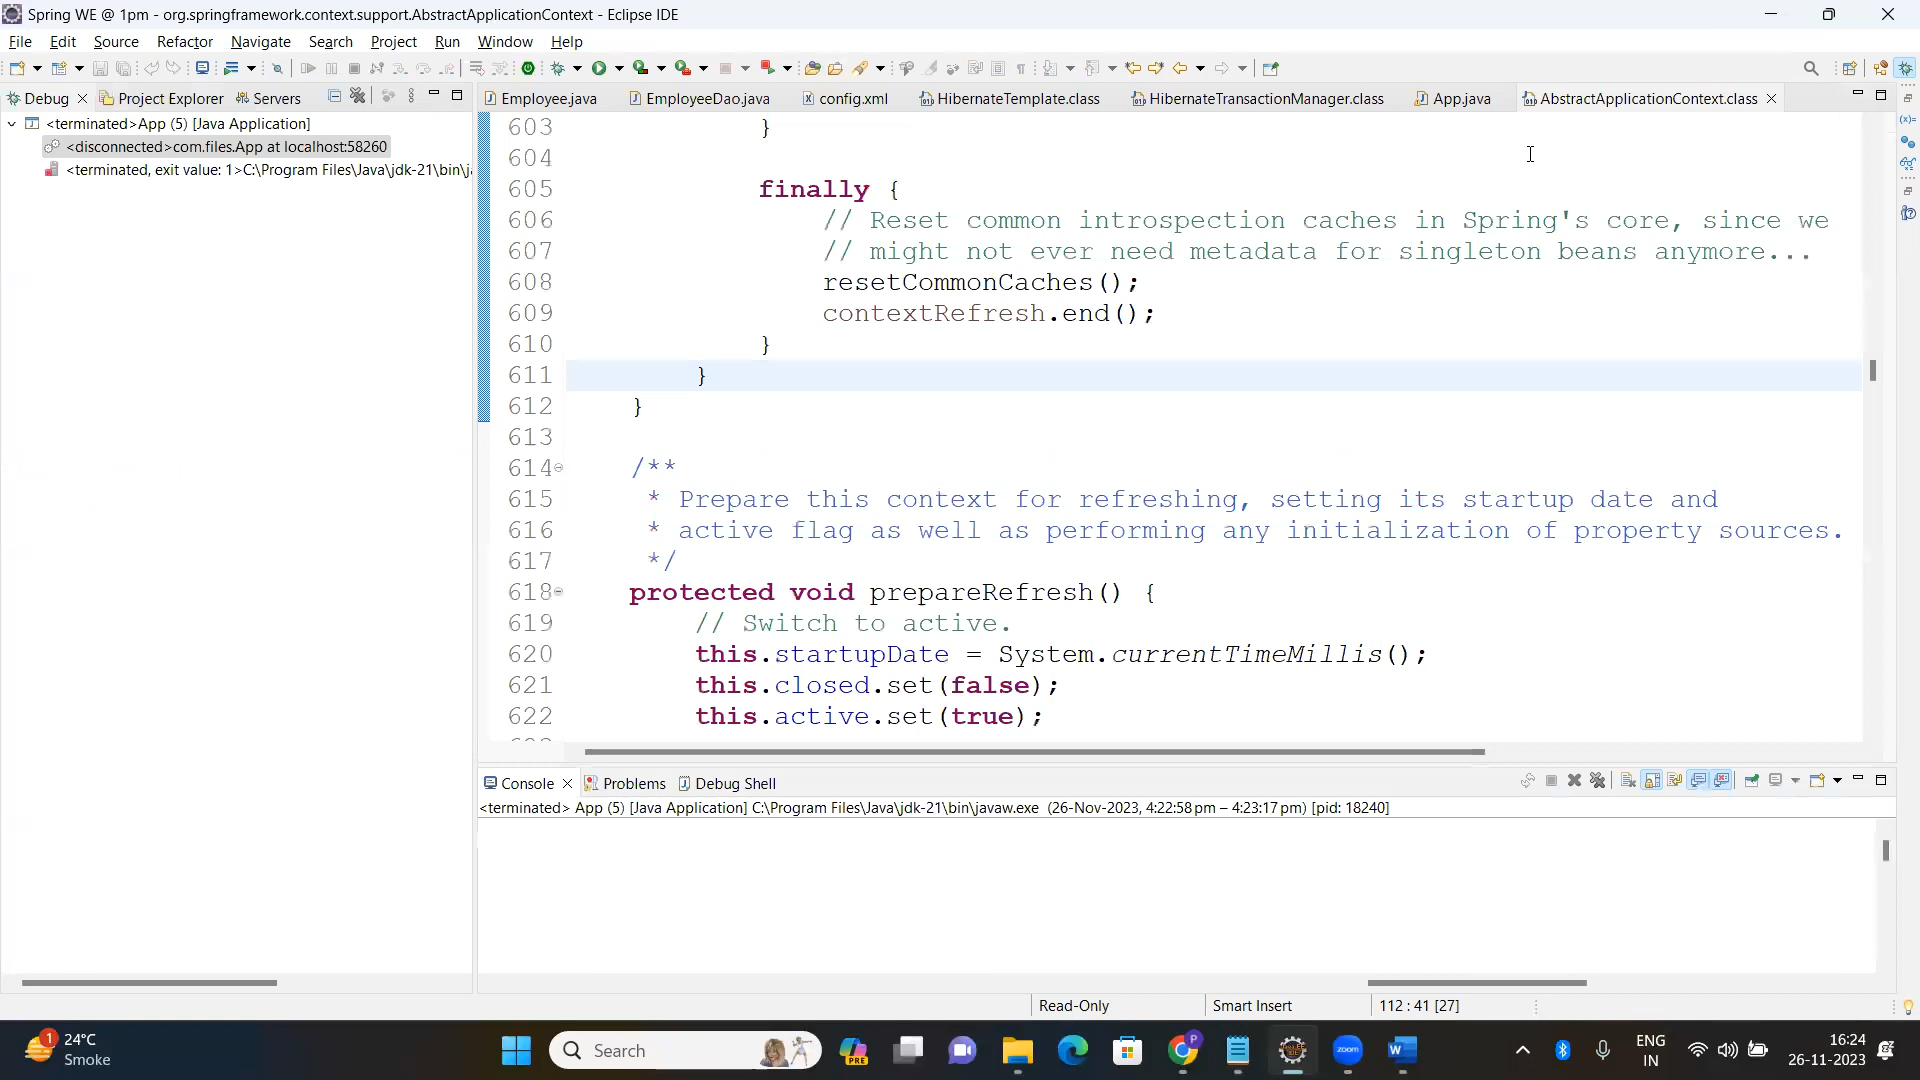 Spring WE @ 1pm - org.springframework.context.support.AbstractApplicationContext - Eclipse IDE
File Edit Source Refactor Navigate Search Project Run Window Help
Debug Project Explorer Servers
Employee.java EmployeeDao.java config.xml HibernateTemplate.class HibernateTransactionManager.class App.java AbstractApplicationContext.class
<terminated>App (5) [Java Application]
<disconnected>com.files.App at localhost:58260
<terminated, exit value: 1>C:\Program Files\Java\jdk-21\bin\j
603 }
604
605 finally {
606 // Reset common introspection caches in Spring's core, since we
607 // might not ever need metadata for singleton beans anymore...
608 resetCommonCaches();
609 contextRefresh.end();
610 }
611 }
612 }
613
614 /**
615 * Prepare this context for refreshing, setting its startup date and
616 * active flag as well as performing any initialization of property sources.
617 */
618 protected void prepareRefresh() {
619 // Switch to active.
620 this.startupDate = System.currentTimeMillis();
621 this.closed.set(false);
622 this.active.set(true);
Console Problems Debug Shell
<terminated> App (5) [Java Application] C:\Program Files\Java\jdk-21\bin\javaw.exe (26-Nov-2023, 4:22:58 pm – 4:23:17 pm) [pid: 18240]
Read-Only Smart Insert 112 : 41 [27]
1
24°C
Smoke
Search
PRE
zoom
ENG
IN
16:24
26-11-2023